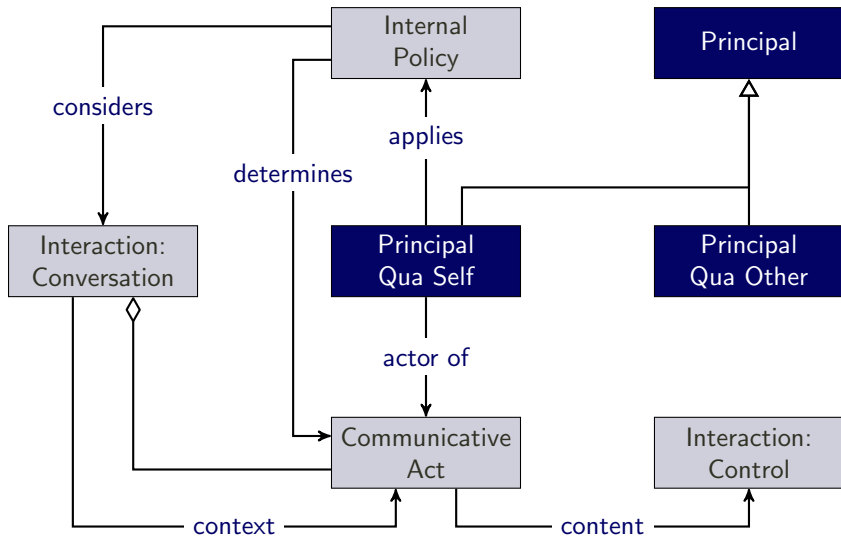 Internal
Policy
Principal
considers
applies
determines
Interaction:
Conversation
Principal
Qua Self
Principal
Qua Other
actor of
Communicative
Act
Interaction:
Control
context
content